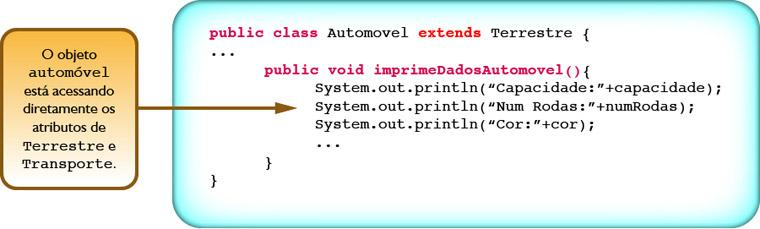 O objeto
automóvel
está acessando
diretamente os
atributos de
Terrestre e
Transporte.
public class Automovel extends Terrestre {
...
public void imprimeDadosAutomovel(){
System.out.println(“Capacidade:”+capacidade);
System.out.println(“Num Rodas:”+numRodas);
System.out.println(“Cor:”+cor);
...
}
}